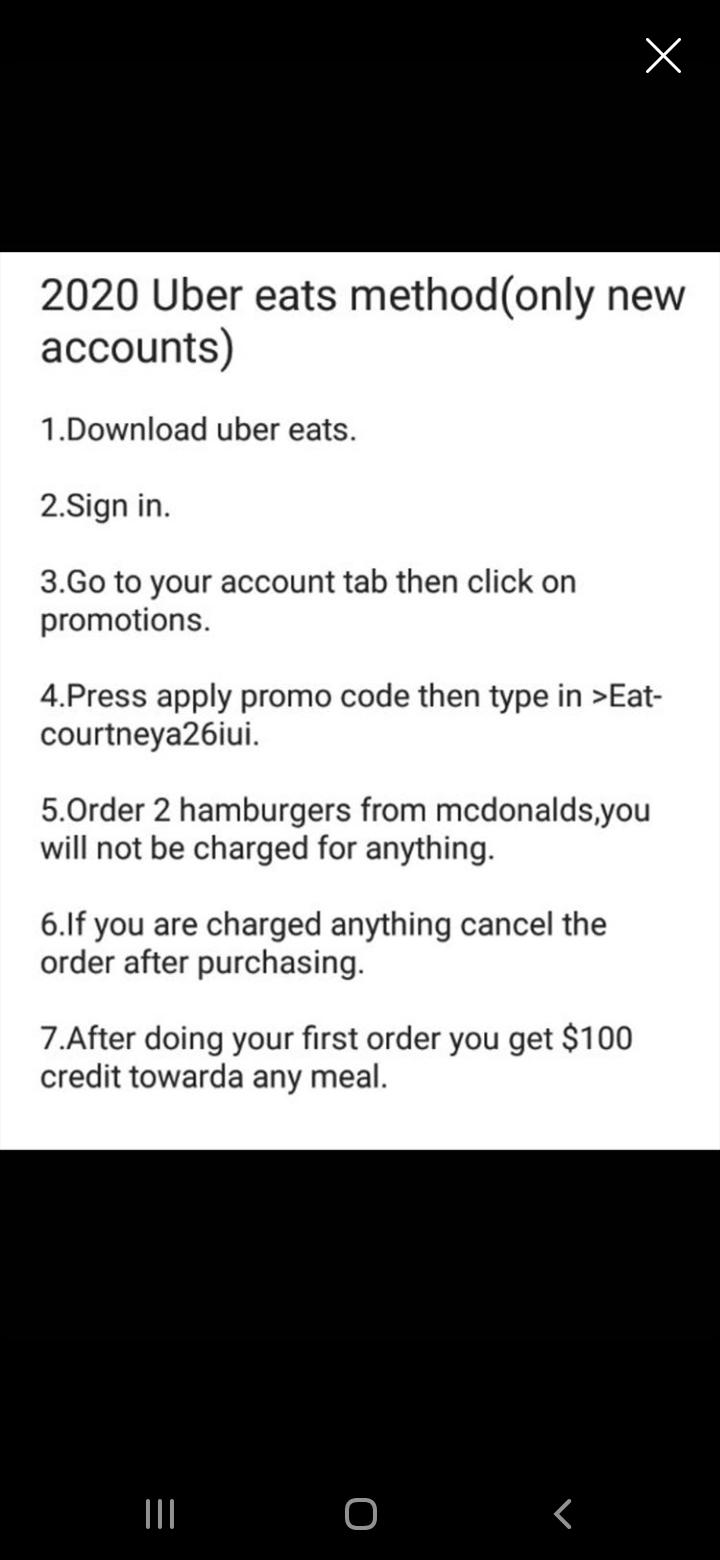 2020 Uber eats method(only new
accounts)
1.Download uber eats.
2.Sign in.
3.Go to your account tab then click on
promotions.
4.Press apply promo code then type in >Eat-
courtneya26iui.
5.Order 2 hamburgers from mcdonalds,you
will not be charged for anything.
6.If you are charged anything cancel the
order after purchasing.
7.After doing your first order you get $100
credit towarda any meal.